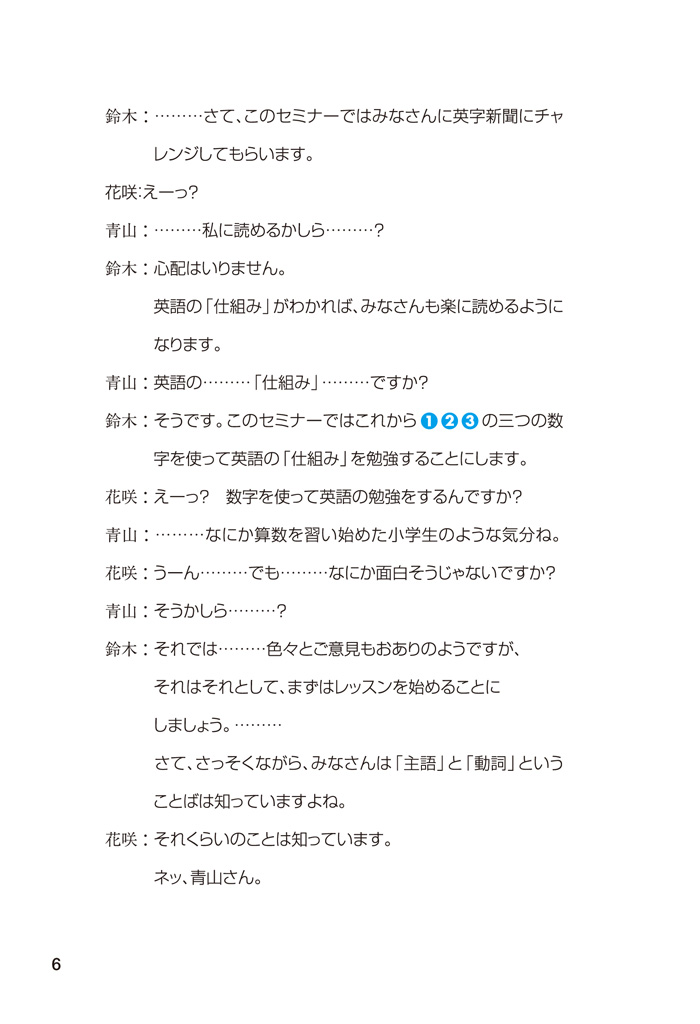 鈴木：………さて、このセミナーではみなさんに英字新聞にチャ
レンジしてもらいます。
花咲:えーっ?
青山：………私に読めるかしら………?
鈴木：心配はいりません。
英語の「仕組み」がわかれば、みなさんも楽に読めるように
なります。
青山：英語の………「仕組み」………ですか?
鈴木：そうです。このセミナーではこれから❶❷❸の三つの数
字を使って英語の「仕組み」を勉強することにします。
花咲：えーっ?　数字を使って英語の勉強をするんですか?
青山：………なにか算数を習い始めた小学生のような気分ね。
花咲：うーん………でも………なにか面白そうじゃないですか?
青山：そうかしら………?
鈴木：それでは………色々とご意見もおありのようですが、
それはそれとして、まずはレッスンを始めることに
しましょう。………
さて、さっそくながら、みなさんは「主語」と「動詞」という
ことばは知っていますよね。
花咲：それくらいのことは知っています。
ネッ、青山さん。
6